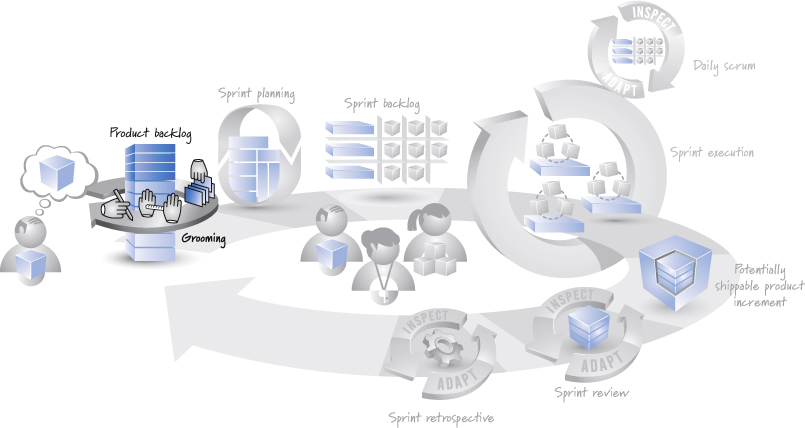 INSPECT
ADAPT
Daily scrum
Sprint planning
Sprint backlog
Product backlog
Sprint execution
Grooming
Potentially
shippable product
increment
INSPECT
ADAPT
Sprint review
INSPECT
ADAPT
Sprint retrospective